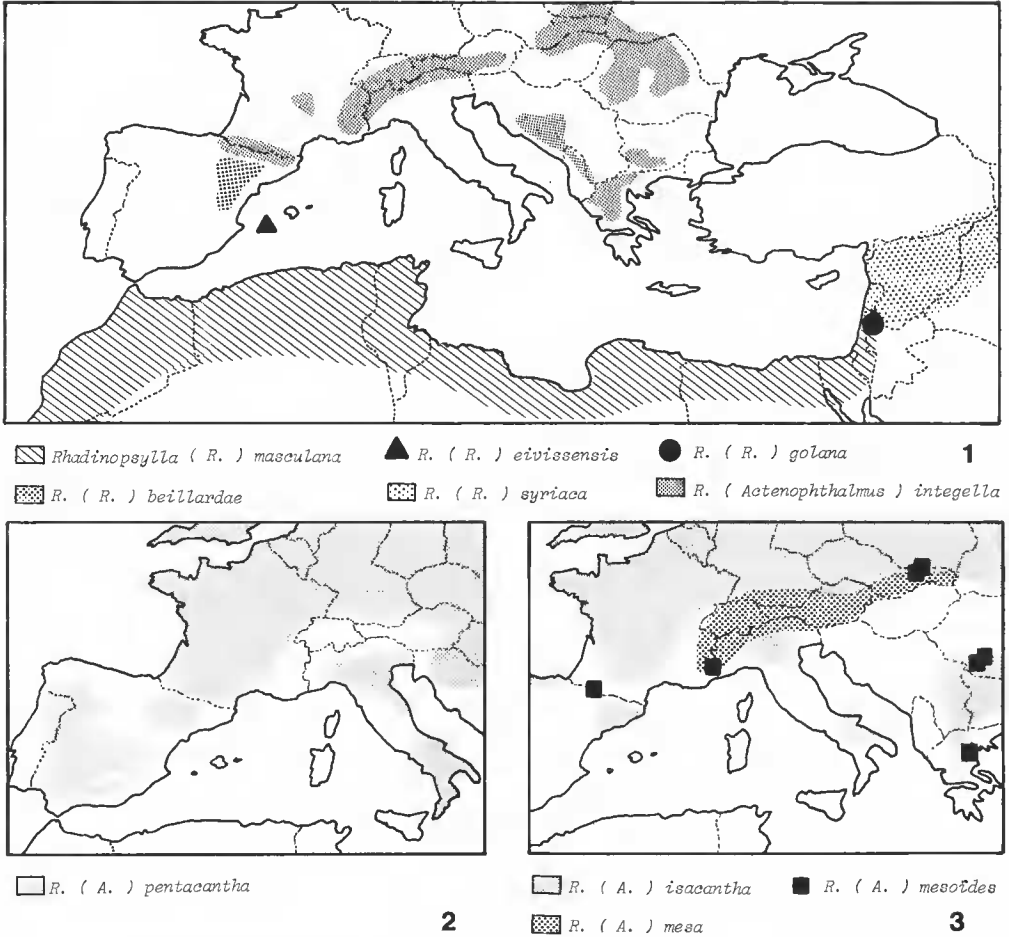 Rhadinopsylla ( R. ) masculana R. ( R. ) eivissensis R. ( R. ) golana 1
R. ( R. ) beillardae R. ( R. ) syriaca R. ( Actenophthalmus ) integella
R. ( A. ) pentacantha
2
R. ( A. ) isacantha R. ( A. ) mesoïdes
R. ( A. ) mesa 3